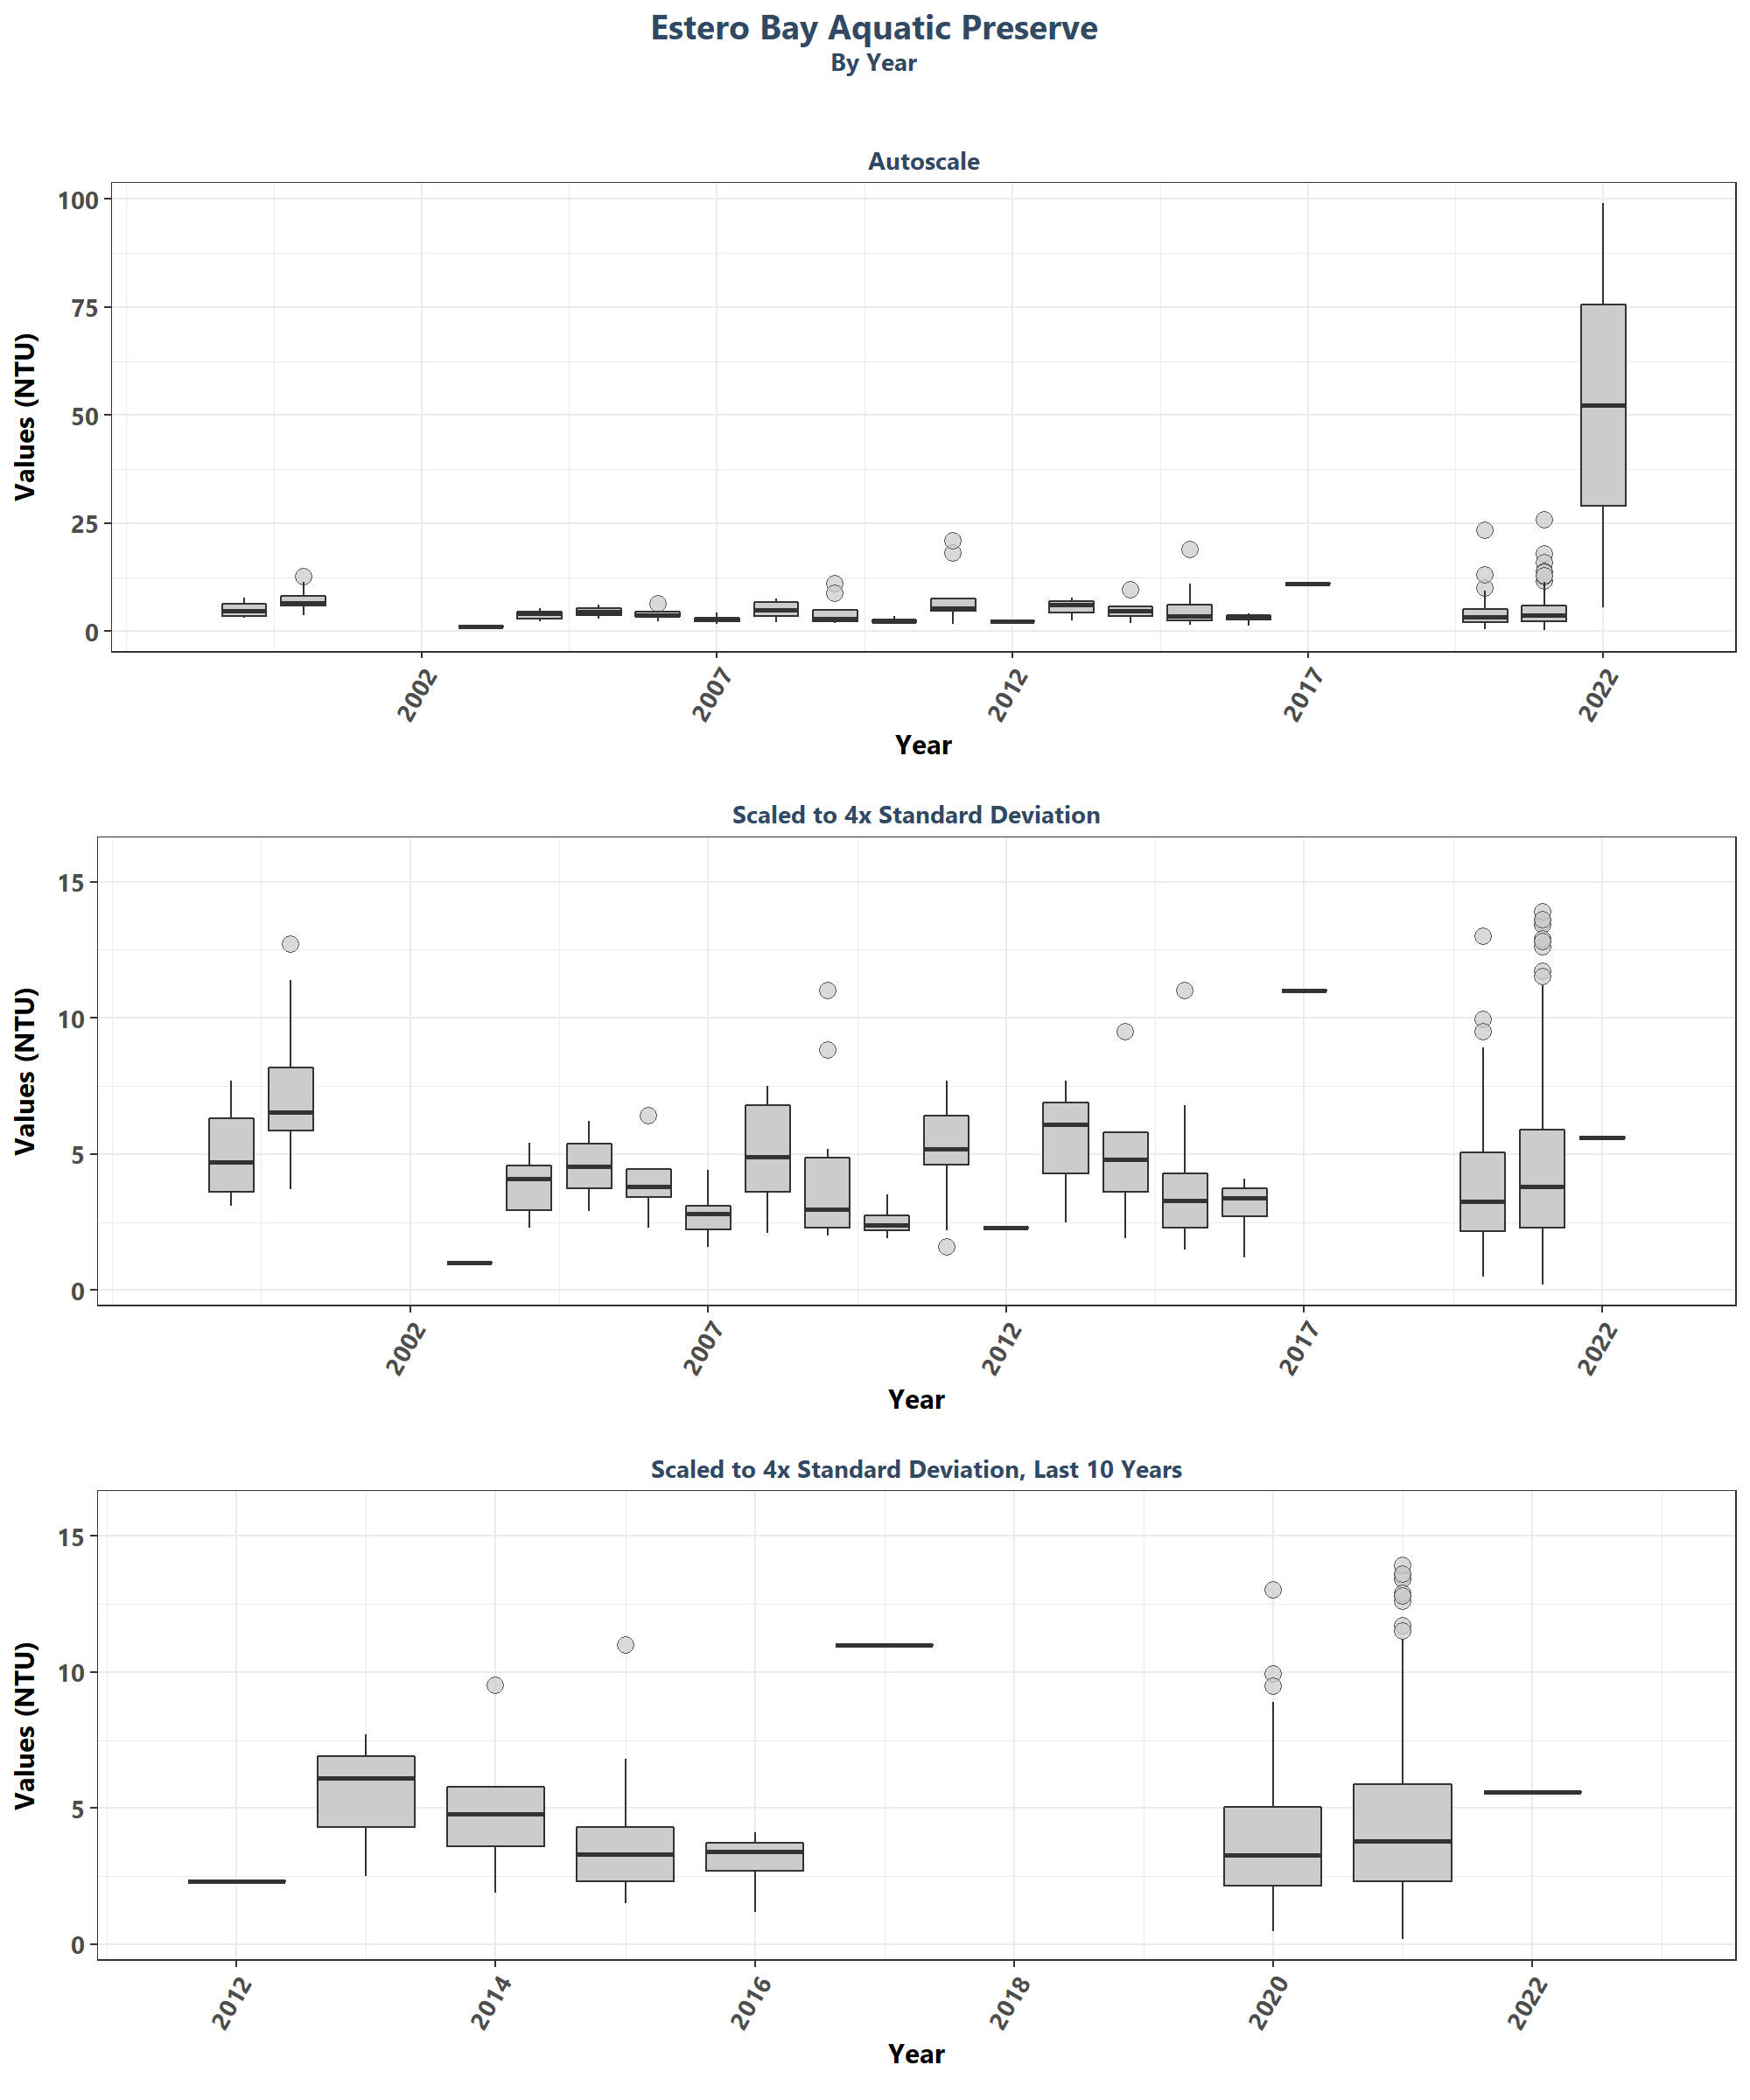 Estero Bay Aquatic Preserve
By Year
Autoscale
100
75
50
25
0
Values (NTU)
2002
2007
2012
2017
2022
Year
Scaled to 4x Standard Deviation
15
10
5
0
Values (NTU)
2002
2007
2012
2017
2022
Year
Scaled to 4x Standard Deviation, Last 10 Years
15
10
5
0
Values (NTU)
2012
2014
2016
2018
2020
2022
Year